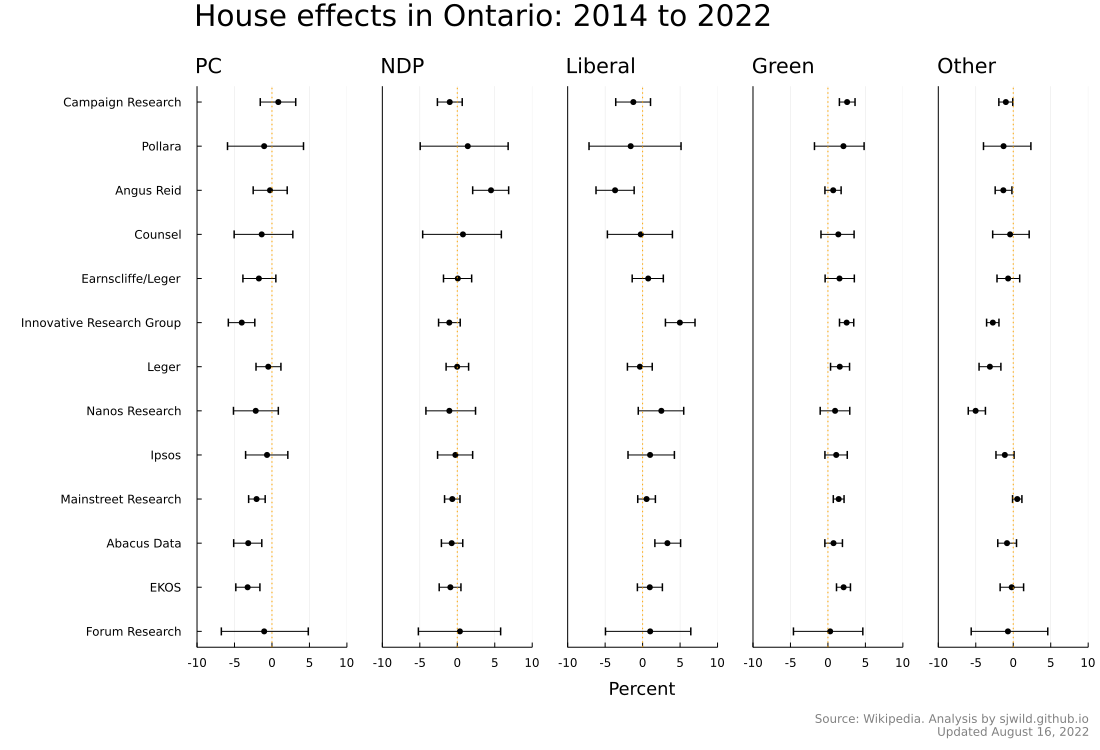 House effects in Ontario: 2014 to 2022
PC NDP Liberal Green Other
Campaign Research
Pollara
Angus Reid
Counsel
Earnscliffe/Leger
Innovative Research Group
Leger
Nanos Research
Ipsos
Mainstreet Research
Abacus Data
EKOS
Forum Research
-10 -5 0 5 10 -10 -5 0 5 10 -10 -5 0 5 10 -10 -5 0 5 10 -10 -5 0 5 10
Percent
Source: Wikipedia. Analysis by sjwild.github.io
Updated August 16, 2022